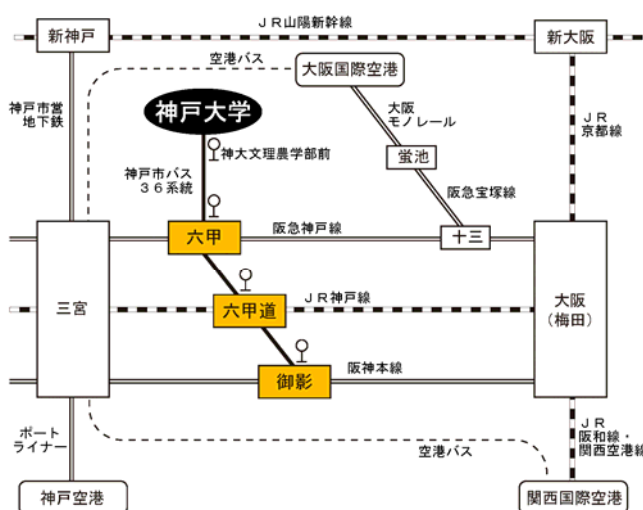 JR山陽新幹線
新神戸
新大阪
空港バス
大阪国際空港
神戸市営
地下鉄
神戸大学
大阪
モノレール
JR
京都線
神大文理農学部前
蛍池
神戸市バス
36系統
阪急宝塚線
六甲
阪急神戸線
十三
三宮
六甲道
JR神戸線
大阪
(梅田)
御影
阪神本線
ポート
ライナー
JR
阪和線・
関西空港線
空港バス
神戸空港
関西国際空港